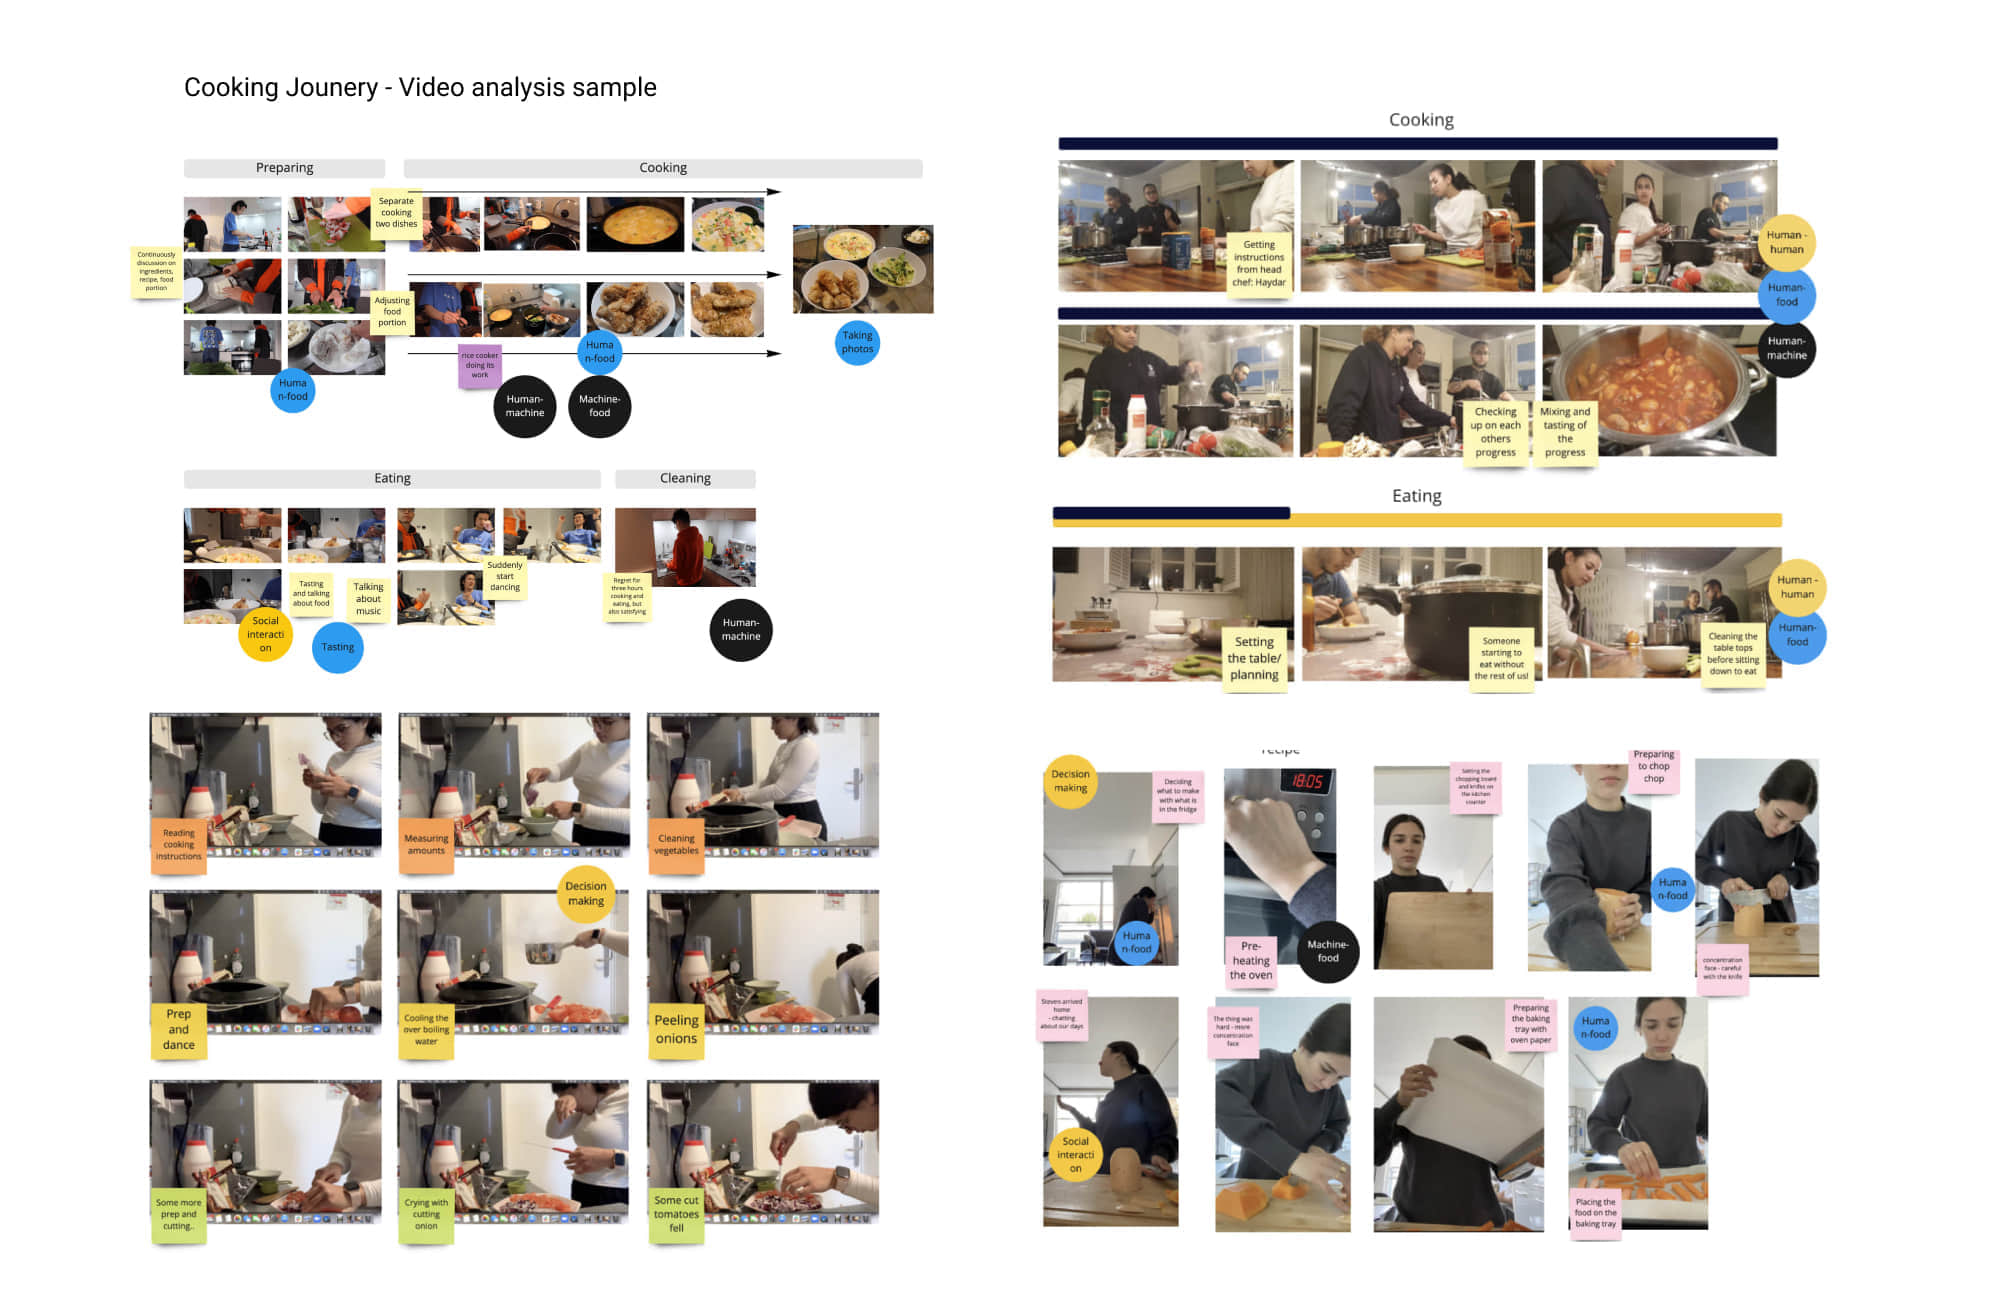 Cooking Jounery - Video analysis sample
Preparing
Cooking
Continuously
discussion on
ingredients,
recipe, food
portion
Separate
cooking
two dishes
Adjusting
food
portion
Huma
n-food
rice cooker
doing its
work
Huma
n-food
Human-
machine
Machine-
food
Taking
photos
Eating
Cleaning
Tasting
and talking
about food
Talking
about
music
Suddenly
start
dancing
Social
interacti
on
Tasting
Regret for
three hours
cooking and
eating, but
also satisfying
Human-
machine
Reading
cooking
instructions
Measuring
amounts
Cleaning
vegetables
Decision
making
Prep
and
dance
Cooling the
over boiling
water
Peeling
onions
Some more
prep and
cutting..
Crying with
cutting
onion
Some cut
tomatoes
fell
Cooking
Getting
instructions
from head
chef: Haydar
Human -
human
Human-
food
Human-
machine
Checking
up on each
others
progress
Mixing and
tasting of
the
progress
Eating
Setting
the table/
planning
Someone
starting to
eat without
the rest of us!
Cleaning the
table tops
before sitting
down to eat
Human -
human
Human-
food
recipe
Decision
making
Deciding
what to make
with what is
in the fridge
Huma
n-food
18:05
Pre-
heating
the oven
Machine-
food
Setting the
chopping board
and knifes on
the kitchen
counter
Preparing
to chop
chop
Huma
n-food
concentration
face - careful
with the knife
Steven arrived
home
- chatting
about our days
Social
interacti
on
The thing was
hard - more
concentration
face
Preparing
the baking
tray with
oven paper
Huma
n-food
Placing the
food on the
baking tray